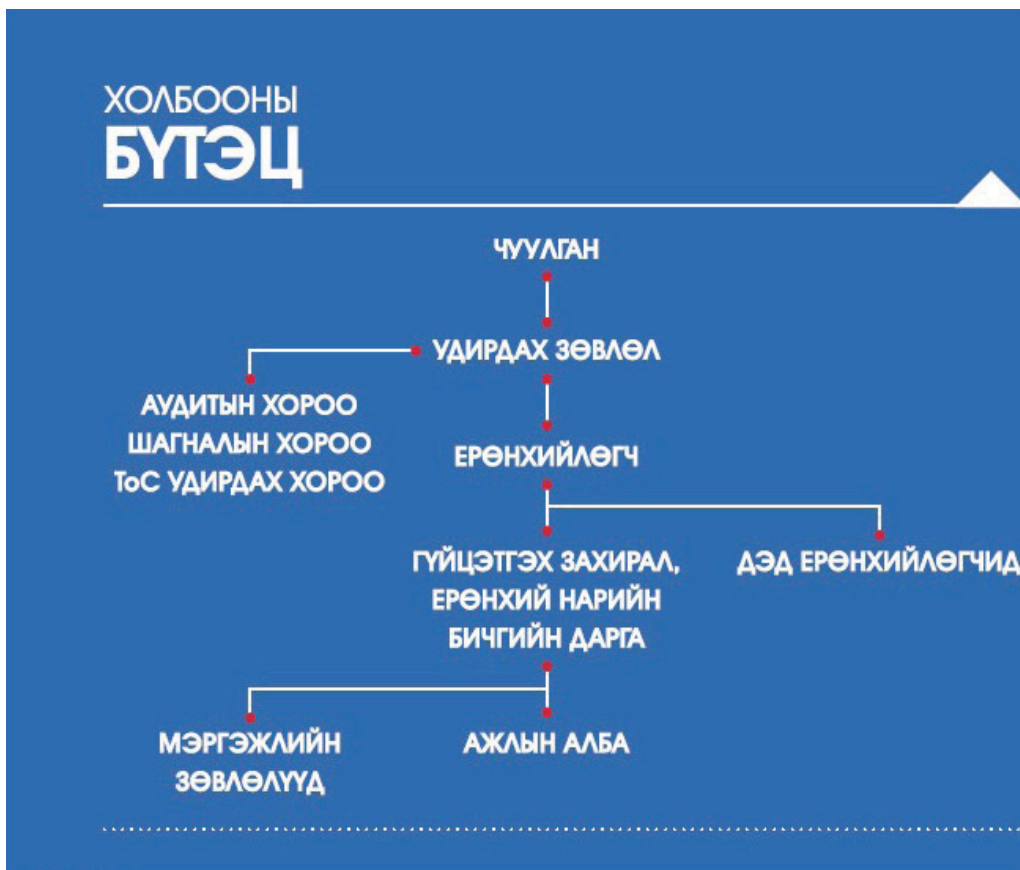 ХОЛБООНЫ
БҮТЭЦ
ЧУУЛГАН
УДИРДАХ ЗӨВЛӨЛ
АУДИТЫН ХОРОО
ШАГНАЛЫН ХОРОО
ТоС УДИРДАХ ХОРОО
ЕРӨНХИЙЛӨГЧ
ГҮЙЦЭТГЭХ ЗАХИРАЛ,
ЕРӨНХИЙ НАРИЙН
БИЧГИЙН ДАРГА
ДЭД ЕРӨНХИЙЛӨГЧИД
МЭРГЭЖЛИЙН
ЗӨВЛӨЛҮҮД
АЖЛЫН АЛБА